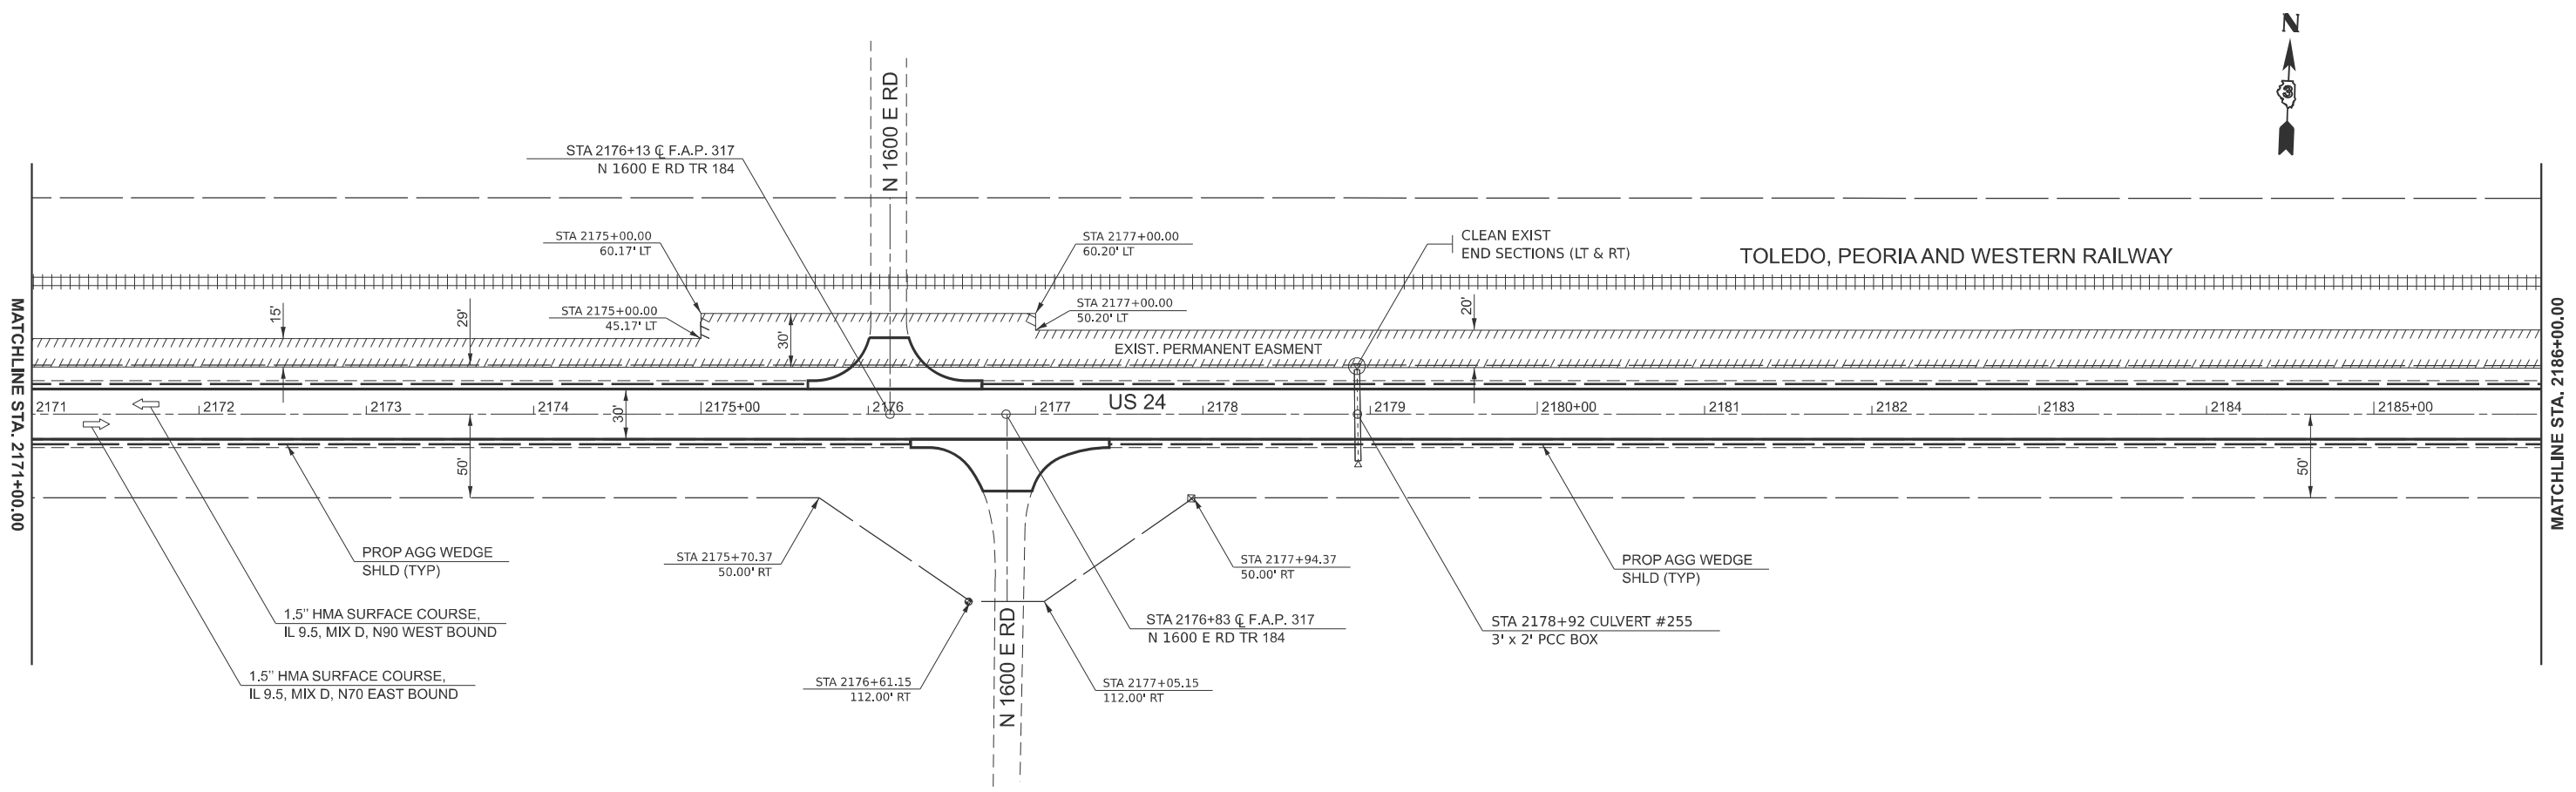 N
3
N 1600 E RD
STA 2176+13 ℄ F.A.P. 317
N 1600 E RD TR 184
STA 2175+00.00
60.17' LT
STA 2177+00.00
60.20' LT
CLEAN EXIST
END SECTIONS (LT & RT)
TOLEDO, PEORIA AND WESTERN RAILWAY
MATCHLINE STA. 2171+00.00
MATCHLINE STA. 2186+00.00
15'
29'
STA 2175+00.00
45.17' LT
30'
STA 2177+00.00
50.20' LT
20'
EXIST. PERMANENT EASMENT
2171
2172
2173
2174
30'
2175+00
2176
2177
US 24
2178
2179
2180+00
2181
2182
2183
2184
2185+00
50'
50'
PROP AGG WEDGE
SHLD (TYP)
STA 2175+70.37
50.00' RT
STA 2177+94.37
50.00' RT
PROP AGG WEDGE
SHLD (TYP)
1.5" HMA SURFACE COURSE,
IL 9.5, MIX D, N90 WEST BOUND
N 1600 E RD
STA 2176+83 ℄ F.A.P. 317
N 1600 E RD TR 184
STA 2178+92 CULVERT #255
3' x 2' PCC BOX
1.5" HMA SURFACE COURSE,
IL 9.5, MIX D, N70 EAST BOUND
STA 2176+61.15
112.00' RT
STA 2177+05.15
112.00' RT